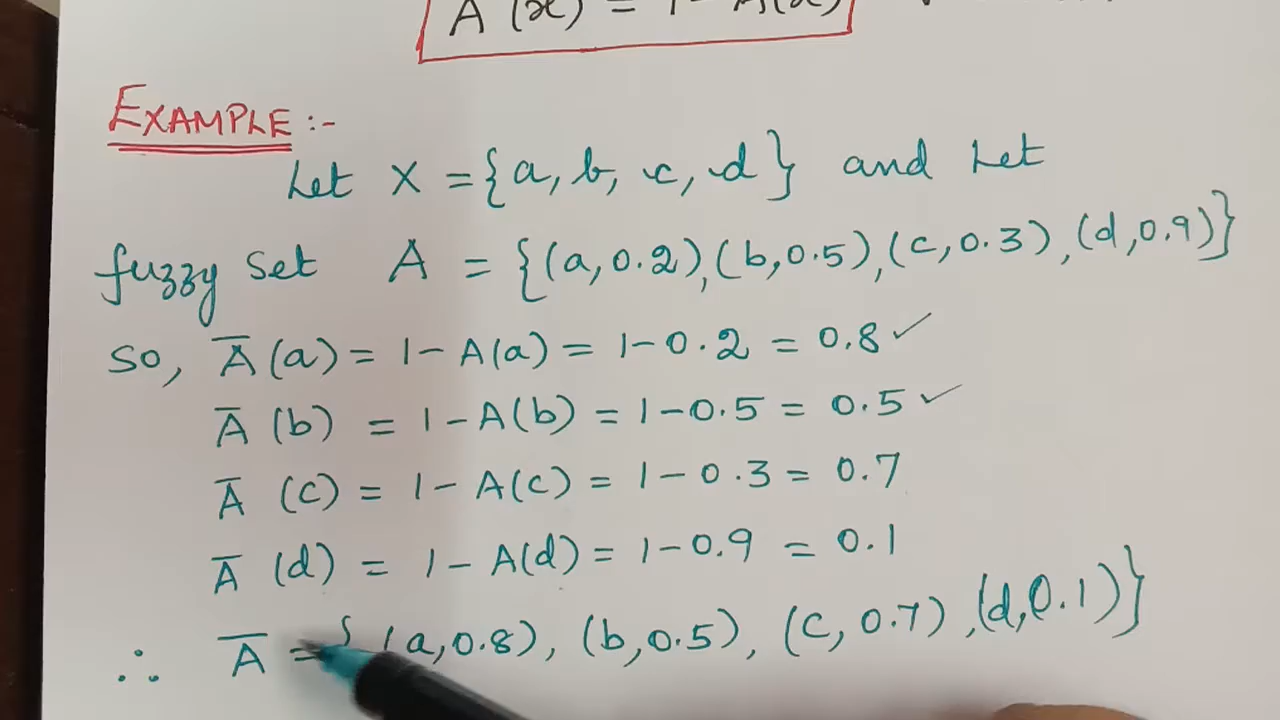 A̅ (x) = 1 - A(x)
EXAMPLE :-
Let X = {a, b, c, d} and Let
fuzzy set A = {(a,0.2),(b,0.5),(c,0.3),(d,0.9)}
So, A̅(a) = 1 - A(a) = 1 - 0.2 = 0.8 ✓
A̅ (b) = 1 - A(b) = 1 - 0.5 = 0.5 ✓
A̅ (c) = 1 - A(c) = 1 - 0.3 = 0.7
A̅ (d) = 1 - A(d) = 1 - 0.9 = 0.1
∴ A̅ = { (a,0.8), (b,0.5), (c,0.7), (d,0.1)}